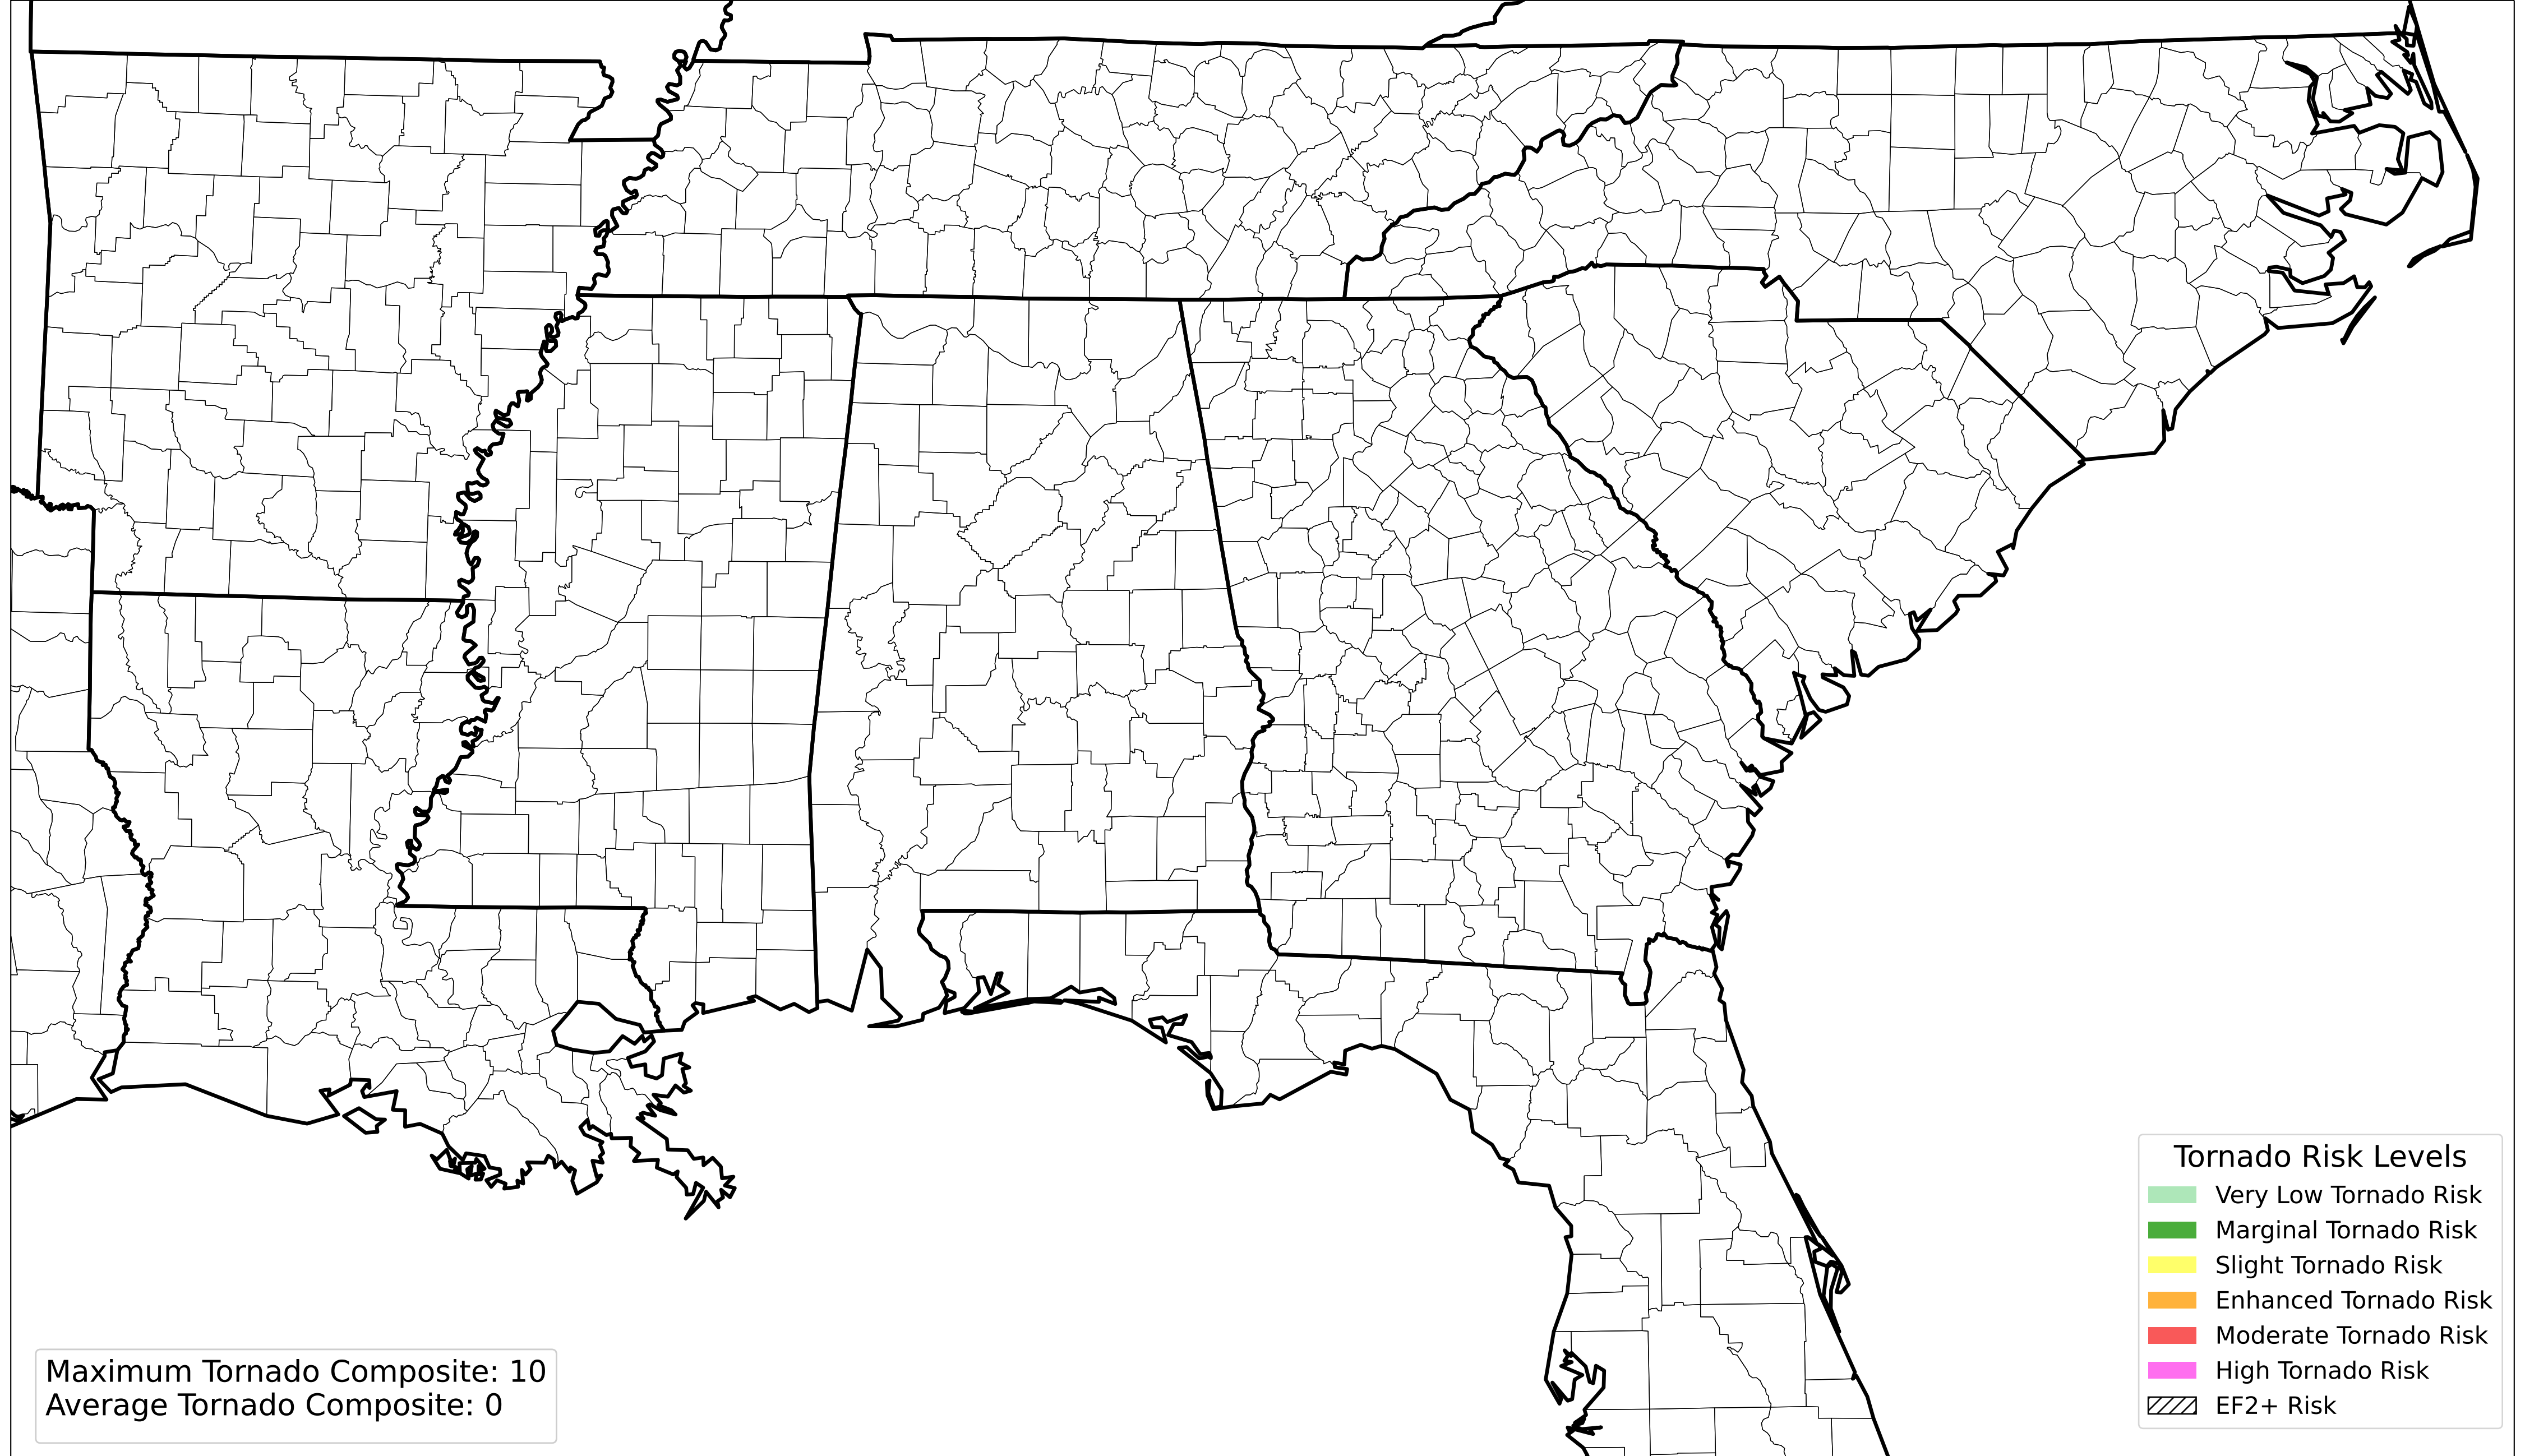 Tornado Risk Levels
Very Low Tornado Risk
Marginal Tornado Risk
Slight Tornado Risk
Enhanced Tornado Risk
Moderate Tornado Risk
High Tornado Risk
EF2+ Risk
Maximum Tornado Composite: 10
Average Tornado Composite: 0